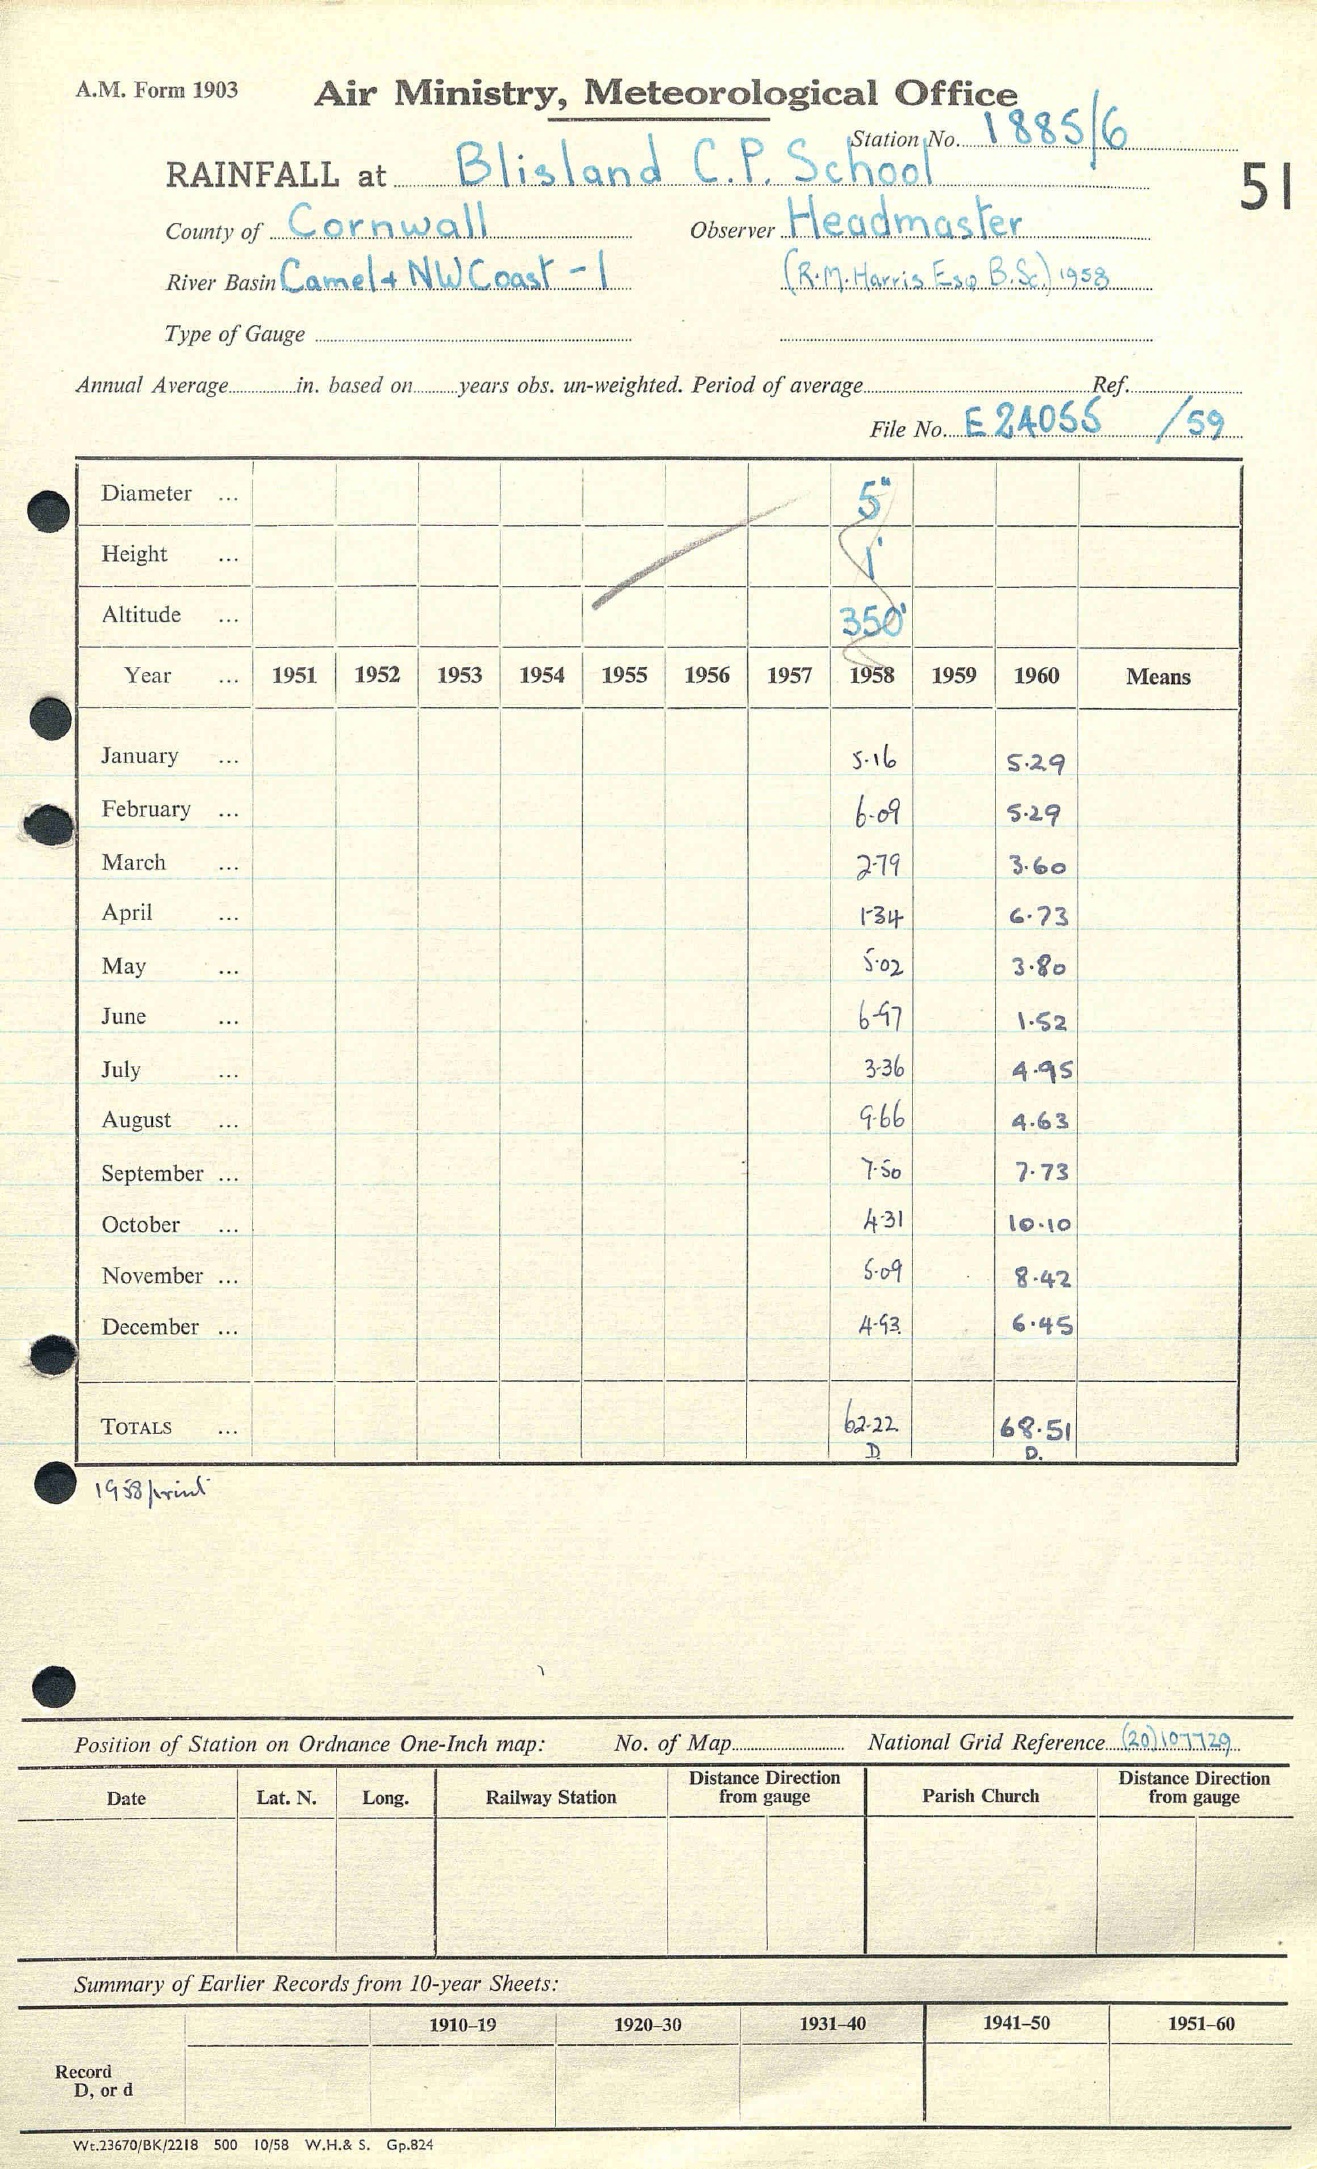 A.M. Form 1903 Air Ministry, Meteorological Office
Station No. 1885/6
RAINFALL at Blisland C.P. School
51
County of Cornwall Observer Headmaster
River Basin Camel + NW Coast - 1 (R.M. Harris Esq B.Sc.) 1958
Type of Gauge
Annual Average in. based on years obs. un-weighted. Period of average Ref.
File No. E 24055 /59
Diameter ... 5"
Height ... 1'
Altitude ... 350'
Year ... 1951 1952 1953 1954 1955 1956 1957 1958 1959 1960 Means
January ... 5.16 5.29
February ... 6.09 5.29
March ... 2.79 3.60
April ... 1.34 6.73
May ... 5.02 3.80
June ... 6.97 1.52
July ... 3.36 4.95
August ... 9.66 4.63
September ... 7.50 7.73
October ... 4.31 10.10
November ... 5.09 8.42
December ... 4.93 6.45
TOTALS ... 62.22 68.51
D D.
1958 print
Position of Station on Ordnance One-Inch map: No. of Map National Grid Reference (20)107729
Date Lat. N. Long. Railway Station Distance Direction from gauge Parish Church Distance Direction from gauge
Summary of Earlier Records from 10-year Sheets:
1910–19 1920–30 1931–40 1941–50 1951–60
Record
D, or d
Wt.23670/BK/2218 500 10/58 W.H.& S. Gp.824